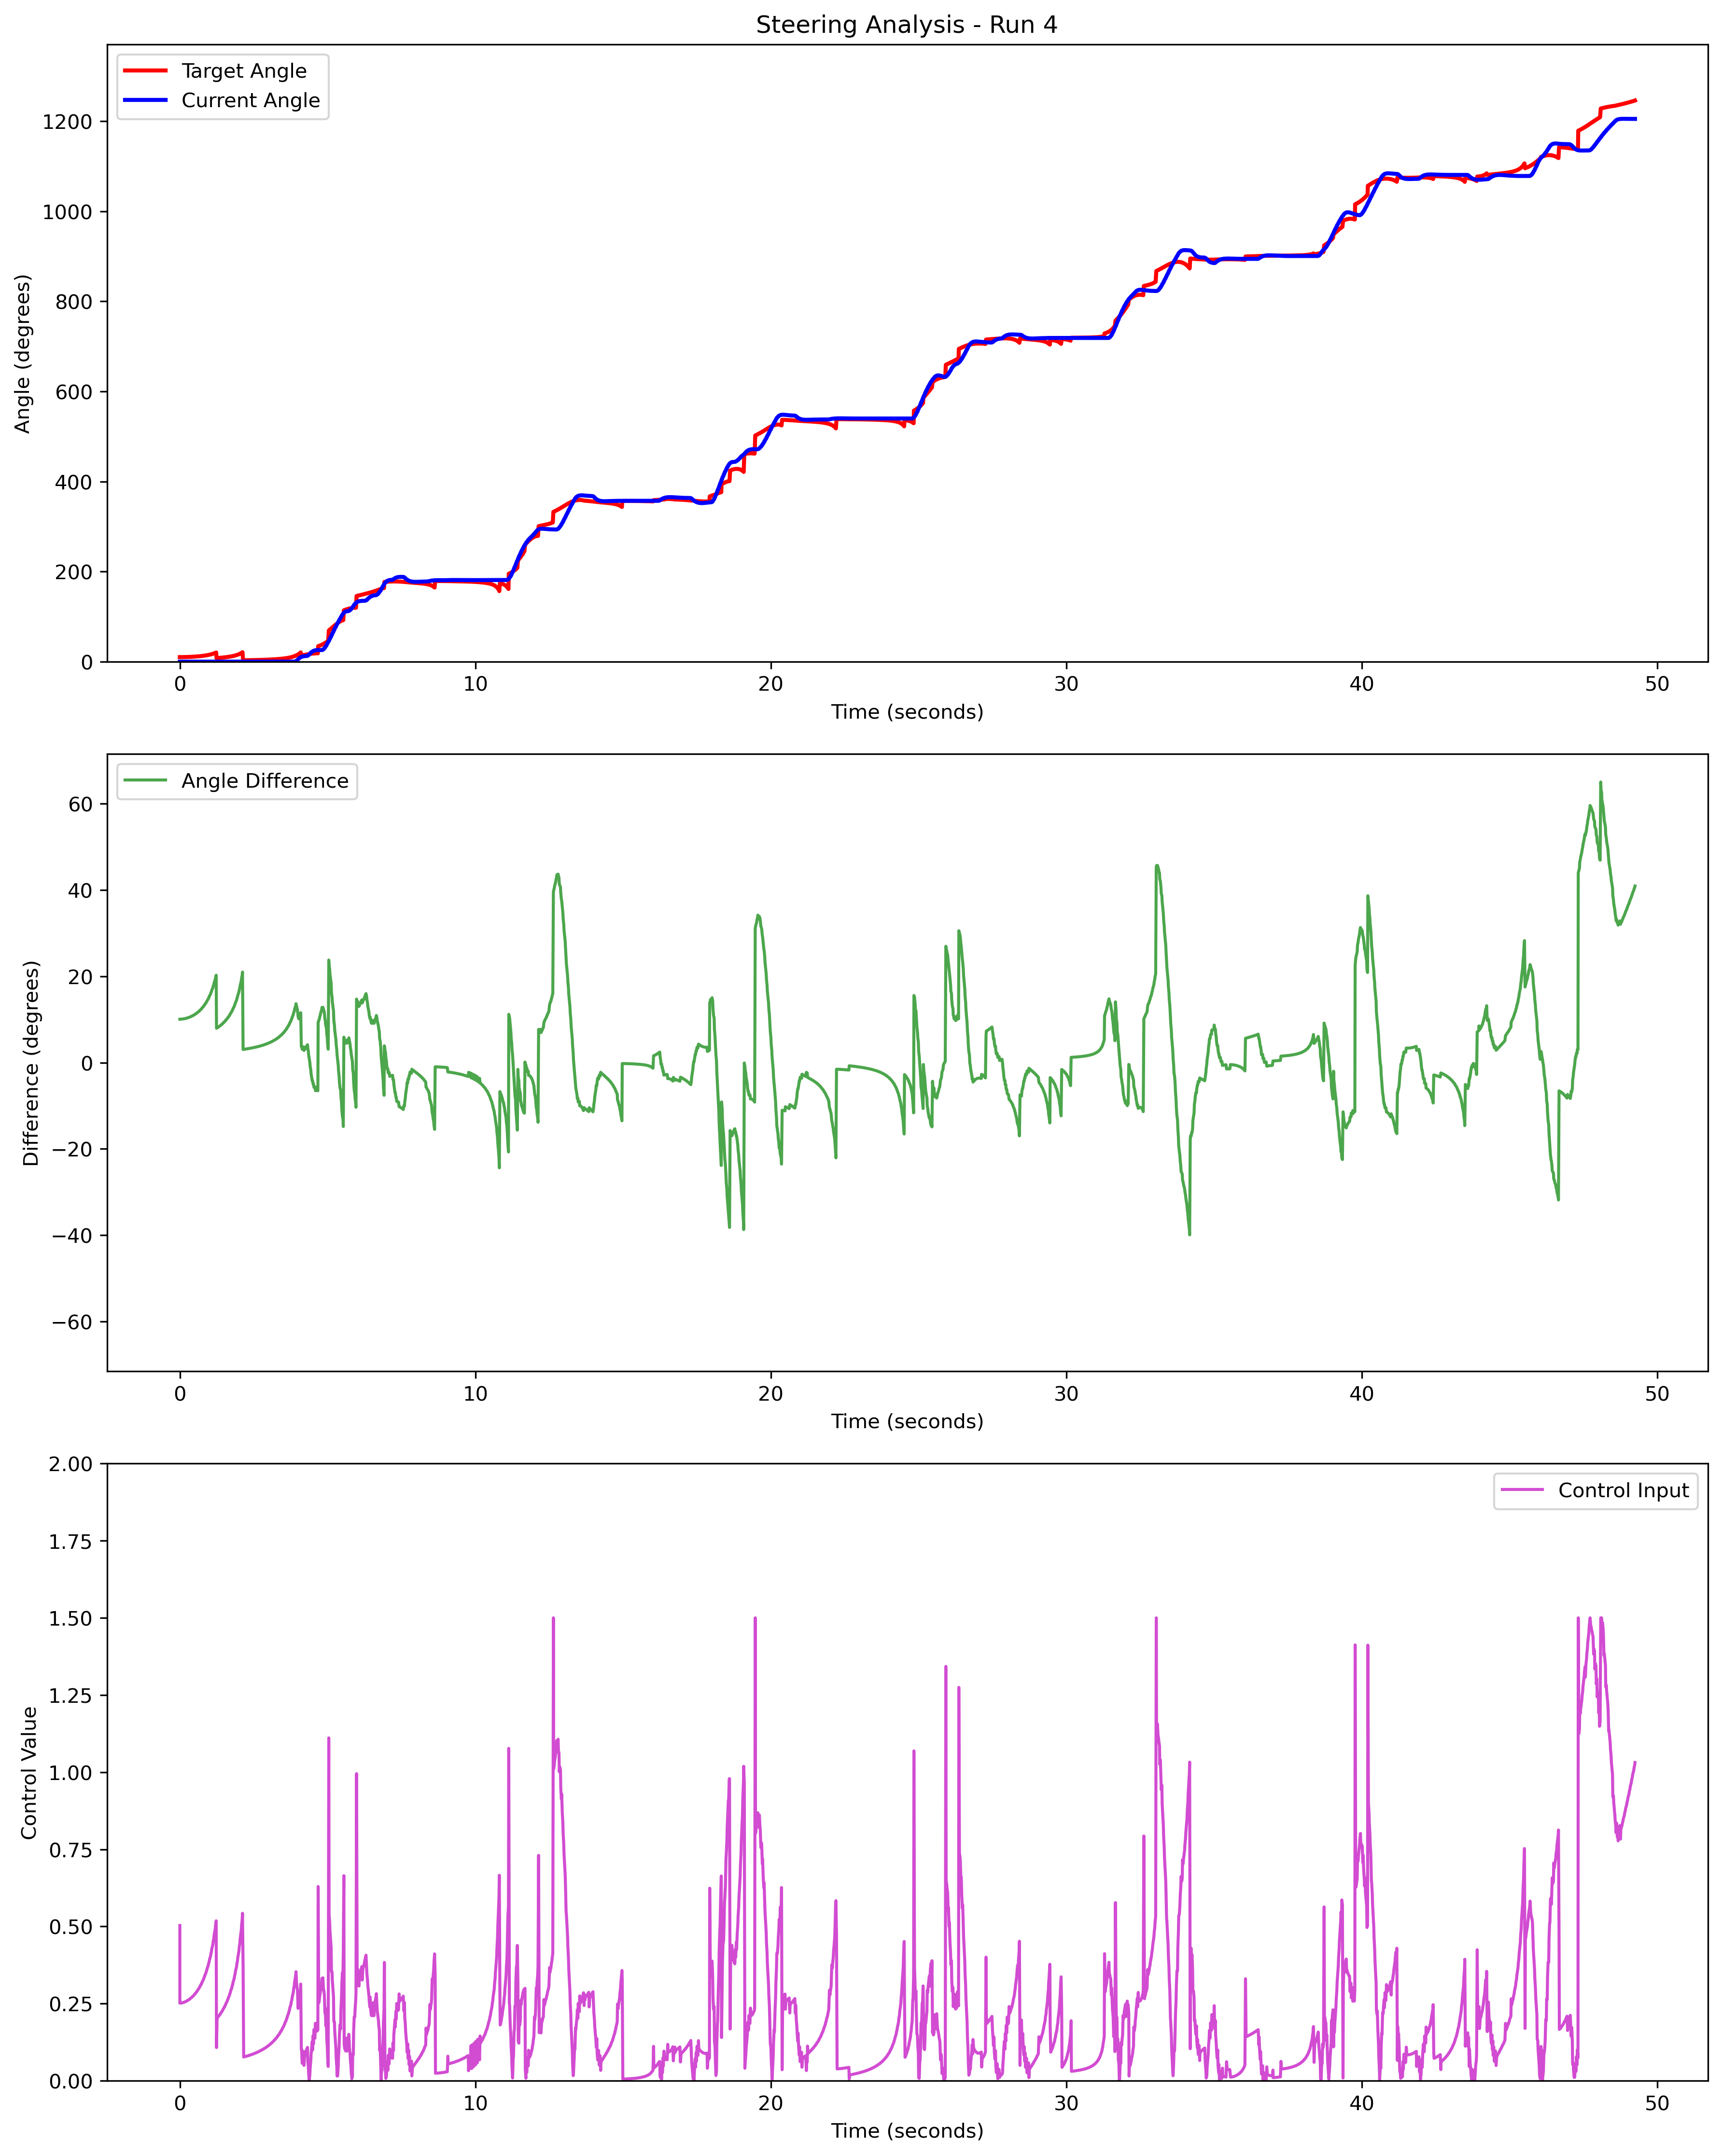 Steering Analysis - Run 4
Target Angle
Current Angle
Angle (degrees)
1200
1000
800
600
400
200
0
0 10 20 30 40 50
Time (seconds)
Angle Difference
Difference (degrees)
60
40
20
0
−20
−40
−60
0 10 20 30 40 50
Time (seconds)
Control Input
Control Value
2.00
1.75
1.50
1.25
1.00
0.75
0.50
0.25
0.00
0 10 20 30 40 50
Time (seconds)